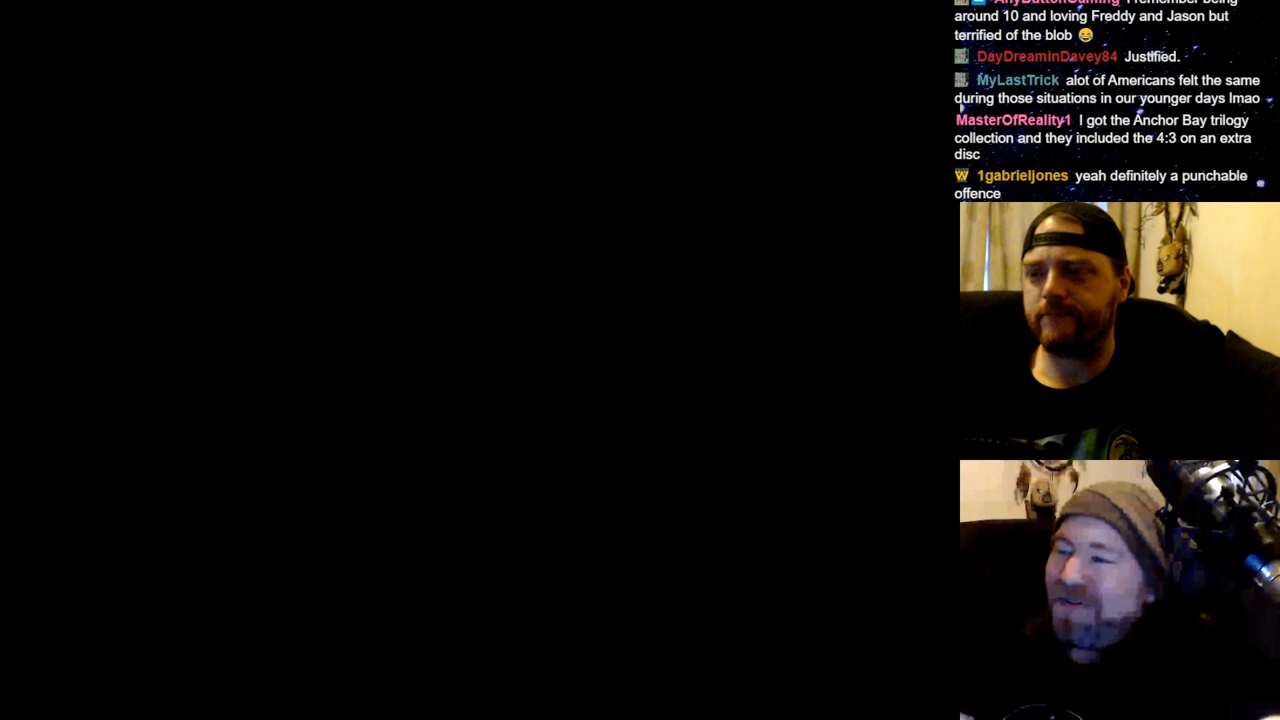 AnyButtonGaming I remember being
around 10 and loving Freddy and Jason but
terrified of the blob 😂
DayDreaminDavey84 Justified.
MyLastTrick alot of Americans felt the same
during those situations in our younger days lmao
MasterOfReality1 I got the Anchor Bay trilogy
collection and they included the 4:3 on an extra
disc
1gabrieljones yeah definitely a punchable
offence